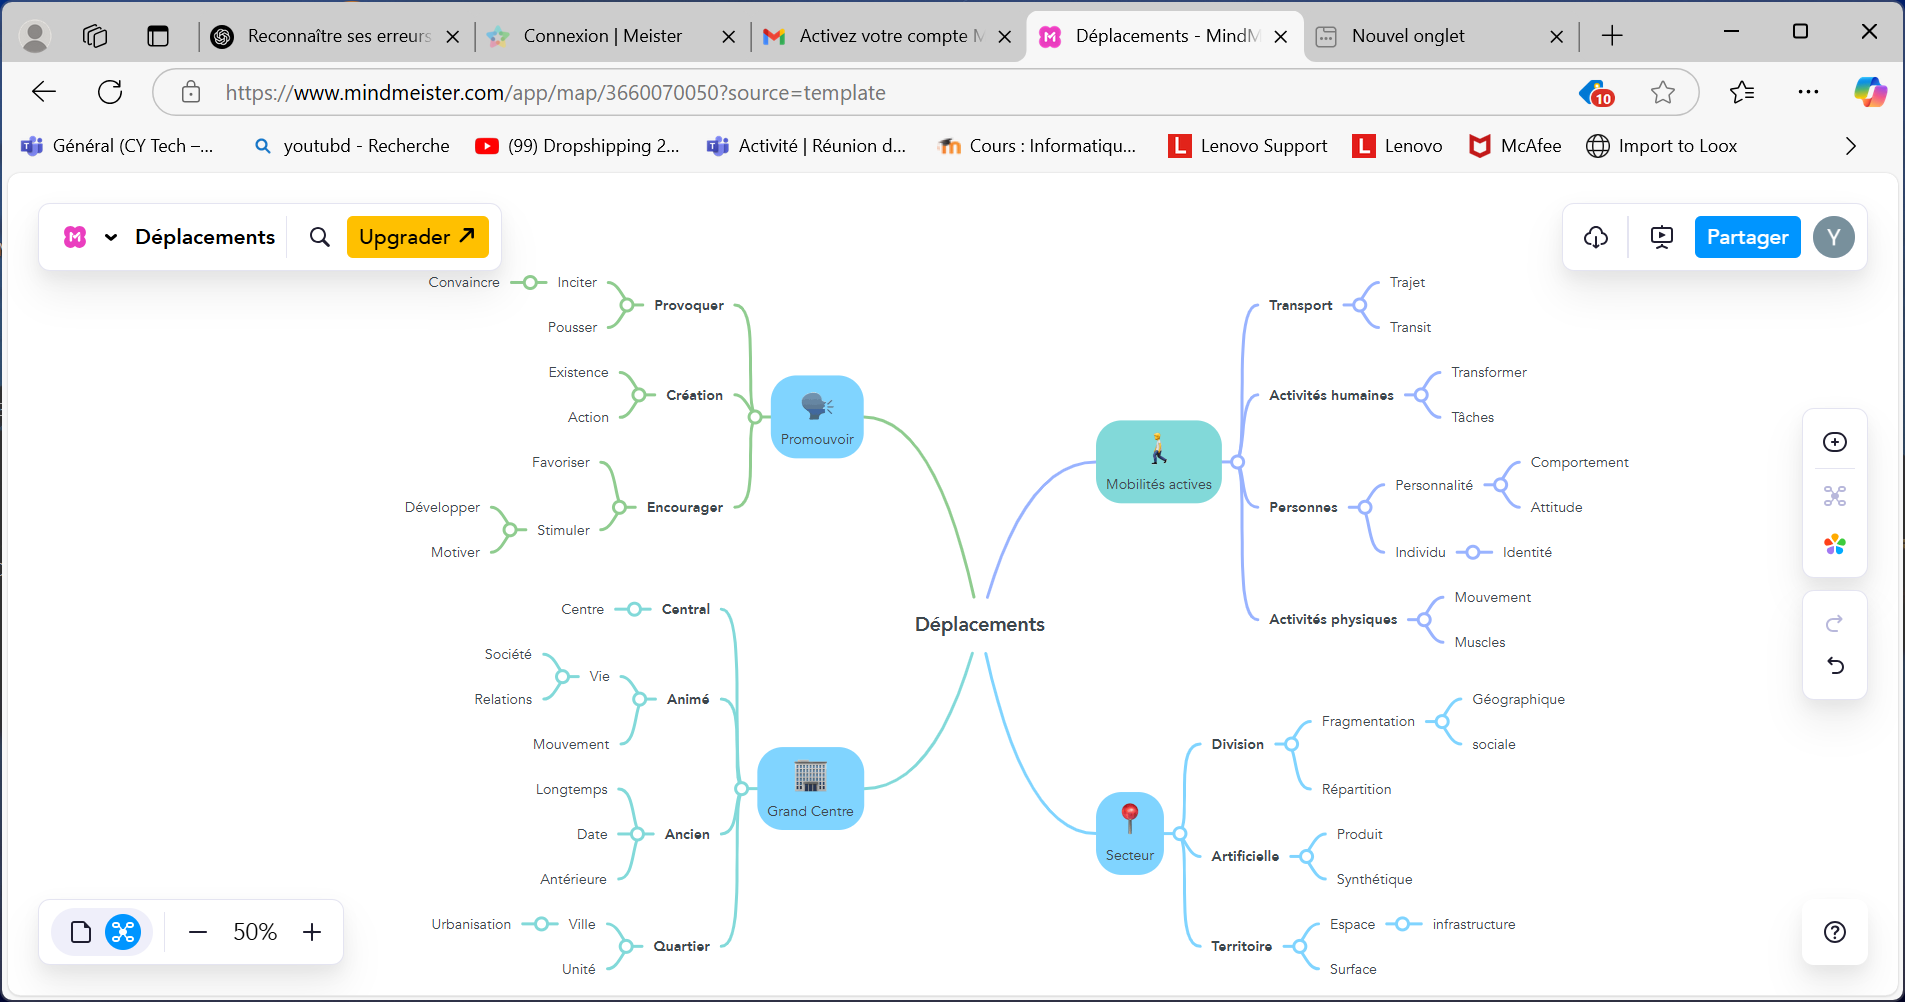 Reconnaître ses erreurs
Connexion | Meister
Activez votre compte M
Déplacements - MindM
Nouvel onglet
https://www.mindmeister.com/app/map/3660070050?source=template
10
Général (CY Tech –...
youtubd - Recherche
(99) Dropshipping 2...
Activité | Réunion d...
Cours : Informatiqu...
Lenovo Support
Lenovo
McAfee
Import to Loox
Déplacements
Upgrader
Partager
Y
Convaincre
Inciter
Pousser
Provoquer
Existence
Action
Création
Favoriser
Développer
Motiver
Stimuler
Encourager
Promouvoir
Centre
Central
Société
Relations
Vie
Mouvement
Animé
Longtemps
Date
Antérieure
Ancien
Urbanisation
Ville
Unité
Quartier
Grand Centre
Déplacements
Mobilités actives
Transport
Trajet
Transit
Activités humaines
Transformer
Tâches
Personnes
Personnalité
Comportement
Attitude
Individu
Identité
Activités physiques
Mouvement
Muscles
Secteur
Division
Fragmentation
Géographique
sociale
Répartition
Artificielle
Produit
Synthétique
Territoire
Espace
infrastructure
Surface
50%